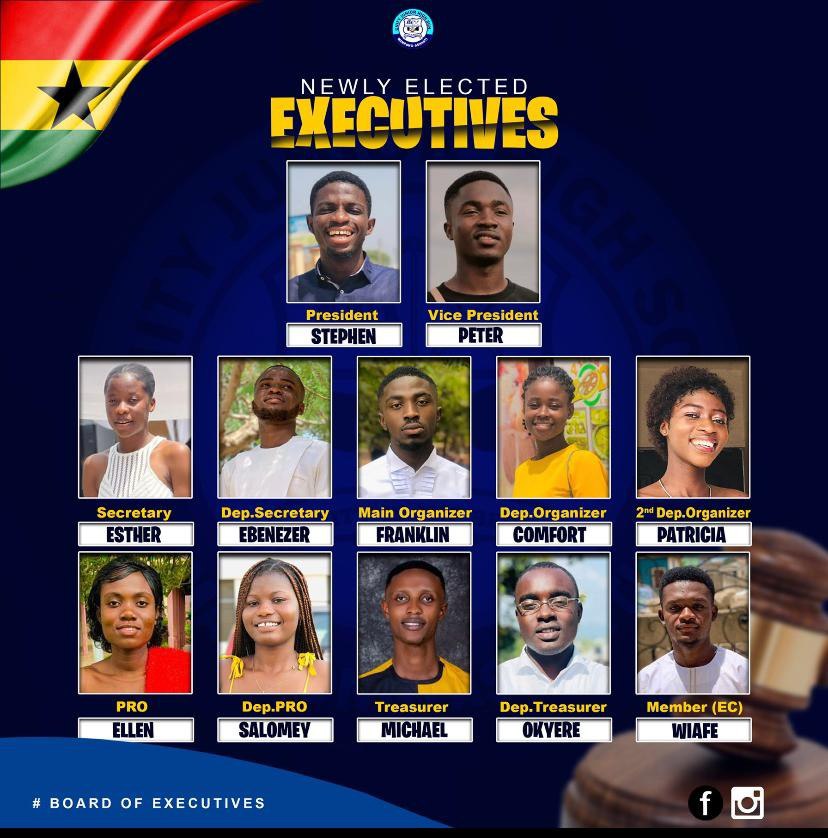 NEWLY ELECTED
EXECUTIVES
President
Vice President
STEPHEN
PETER
Secretary
Dep.Secretary
Main Organizer
Dep.Organizer
2nd Dep.Organizer
ESTHER
EBENEZER
FRANKLIN
COMFORT
PATRICIA
PRO
Dep.PRO
Treasurer
Dep.Treasurer
Member (EC)
ELLEN
SALOMEY
MICHAEL
OKYERE
WIAFE
# BOARD OF EXECUTIVES